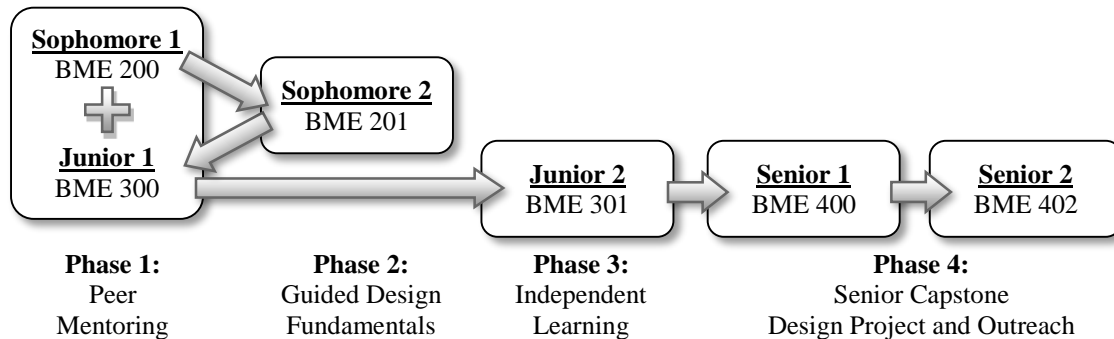 Sophomore 1
BME 200
Junior 1
BME 300
Sophomore 2
BME 201
Junior 2
BME 301
Senior 1
BME 400
Senior 2
BME 402
Phase 1:
Peer
Mentoring
Phase 2:
Guided Design
Fundamentals
Phase 3:
Independent
Learning
Phase 4:
Senior Capstone
Design Project and Outreach